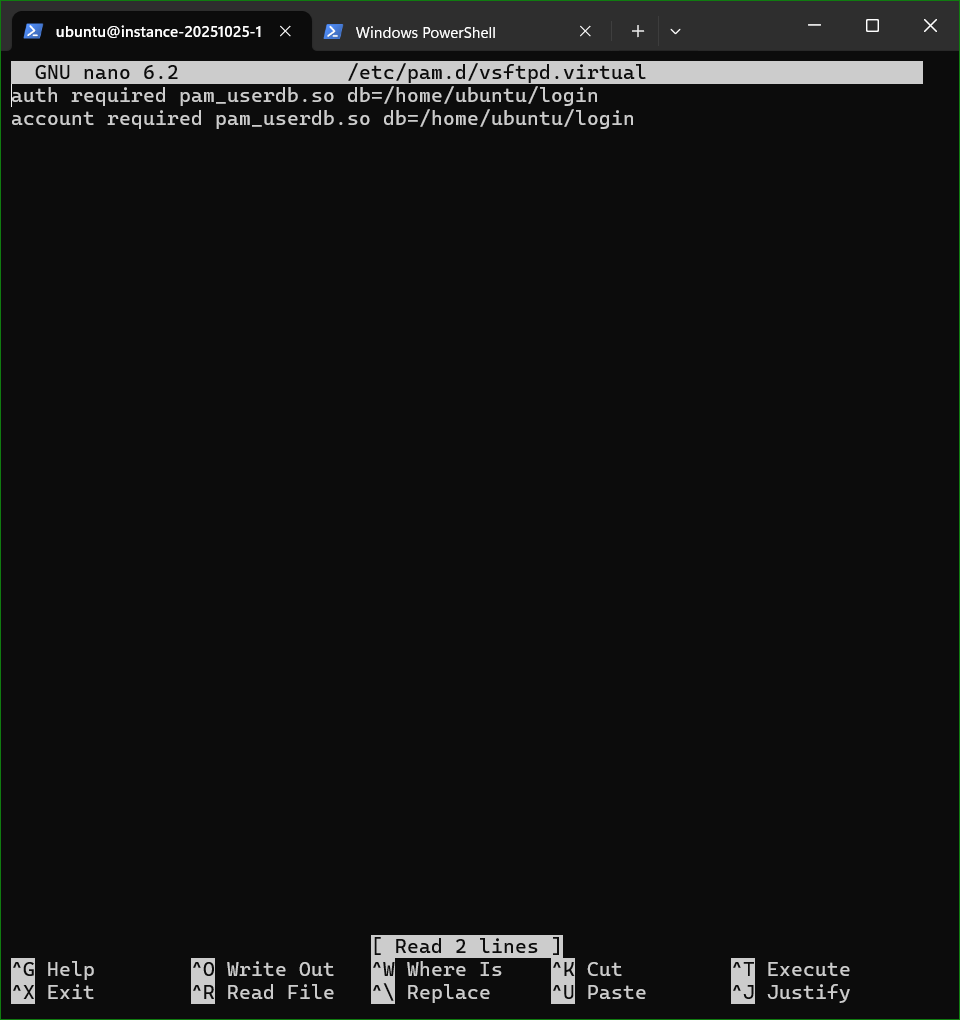 ubuntu@instance-20251025-1
Windows PowerShell
GNU nano 6.2 /etc/pam.d/vsftpd.virtual
auth required pam_userdb.so db=/home/ubuntu/login
account required pam_userdb.so db=/home/ubuntu/login
[ Read 2 lines ]
^G Help ^O Write Out ^W Where Is ^K Cut ^T Execute
^X Exit ^R Read File ^\ Replace ^U Paste ^J Justify